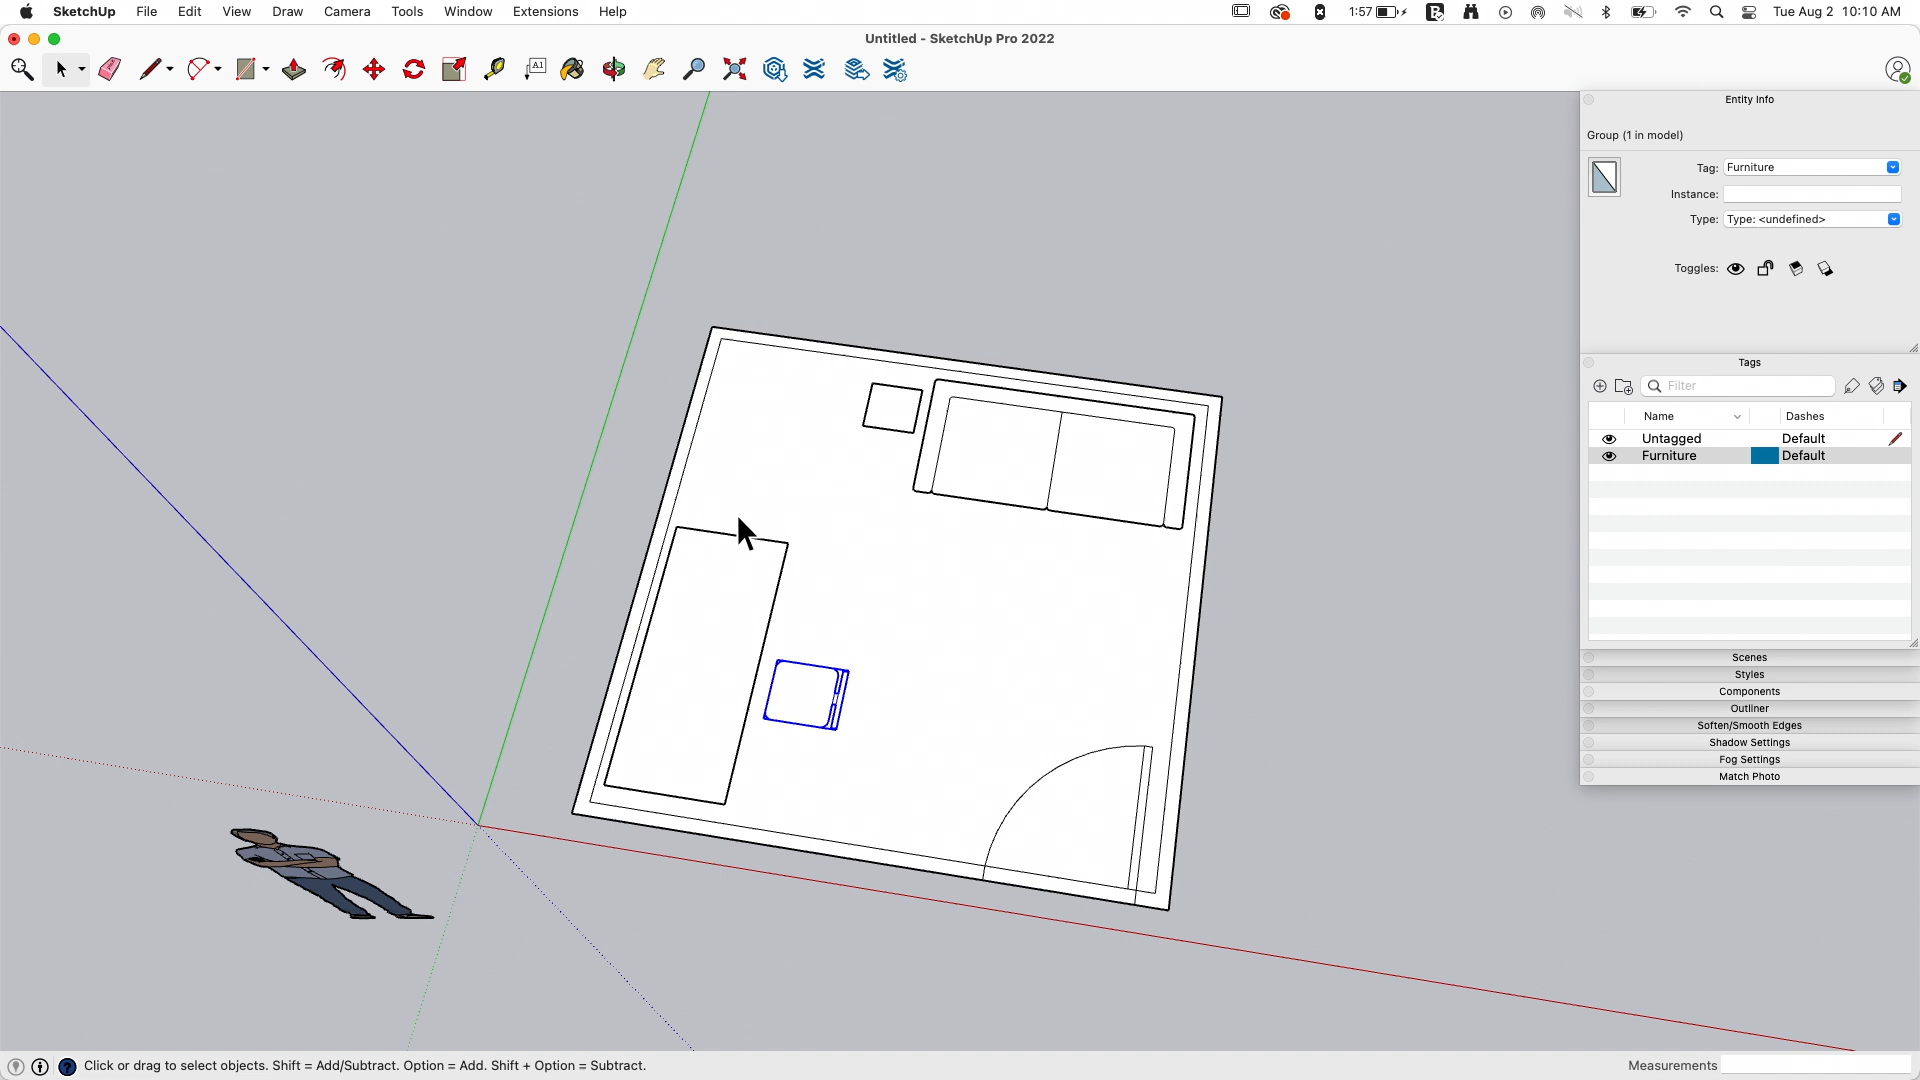 SketchUp File Edit View Draw Camera Tools Window Extensions Help 1:57 Tue Aug 2 10:10 AM
Untitled - SketchUp Pro 2022
A1
Entity Info
Group (1 in model)
Tag: Furniture
Instance:
Type: Type: <undefined>
Toggles:
Tags
Filter
Name Dashes
Untagged Default
Furniture Default
Scenes
Styles
Components
Outliner
Soften/Smooth Edges
Shadow Settings
Fog Settings
Match Photo
Click or drag to select objects. Shift = Add/Subtract. Option = Add. Shift + Option = Subtract. Measurements